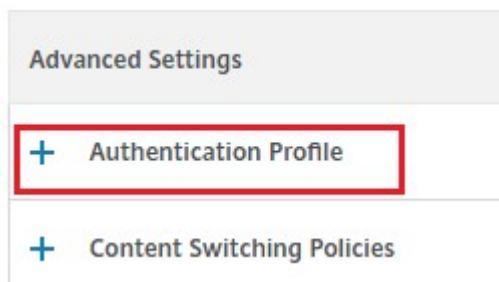 Advanced Settings
+ Authentication Profile
+ Content Switching Policies